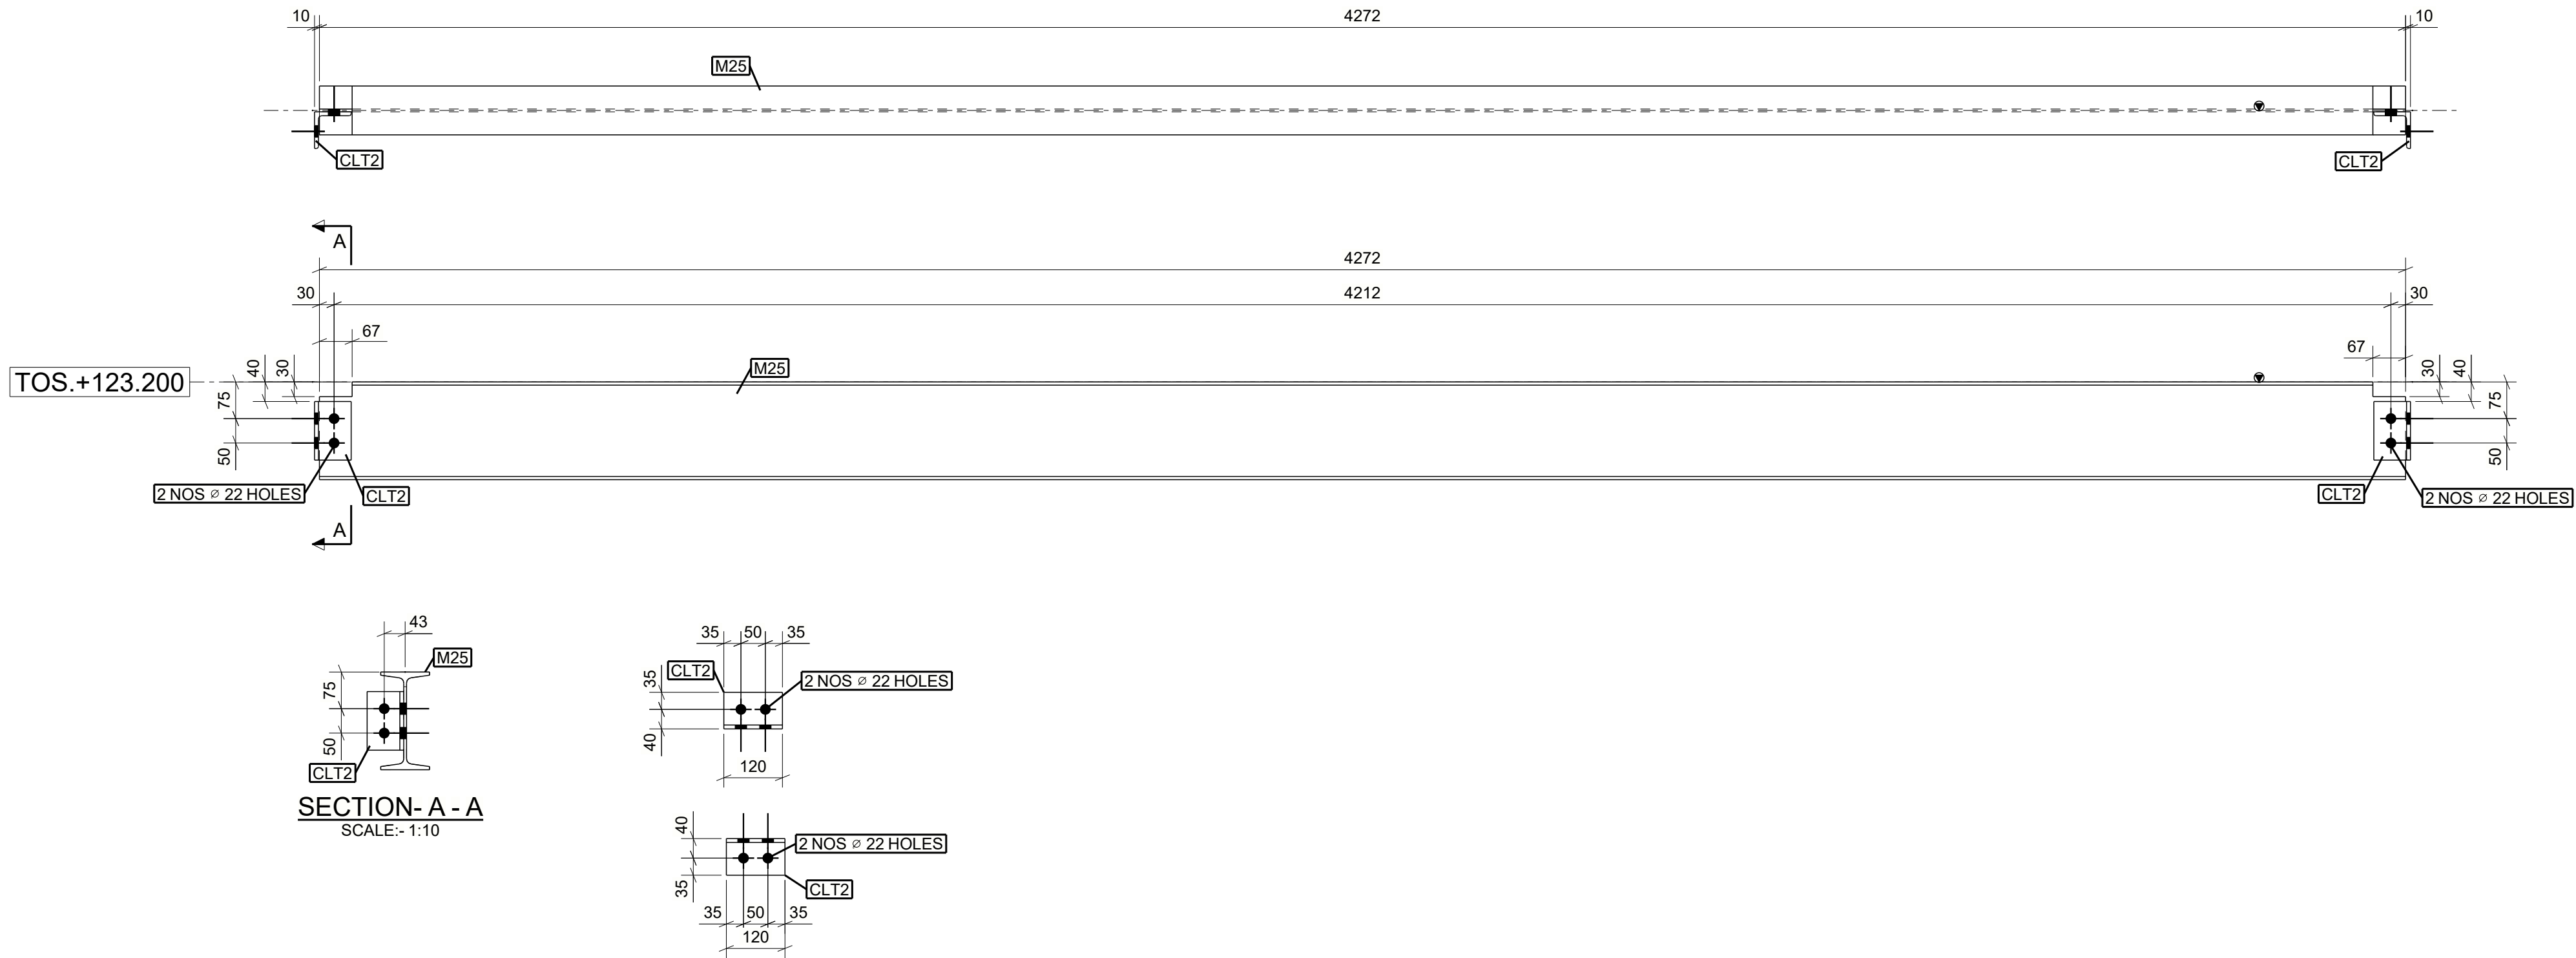 10 4272 10
M25
CLT2
CLT2
A
4272
30 4212 30
67
67
40 30
30 40
TOS.+123.200
M25
75
75
50
50
2 NOS ⌀ 22 HOLES
CLT2
CLT2
2 NOS ⌀ 22 HOLES
A
43
M25
75
50
CLT2
SECTION- A - A
SCALE:- 1:10
35 50 35
CLT2
35
2 NOS ⌀ 22 HOLES
40
120
40
2 NOS ⌀ 22 HOLES
35
CLT2
35 50 35
120